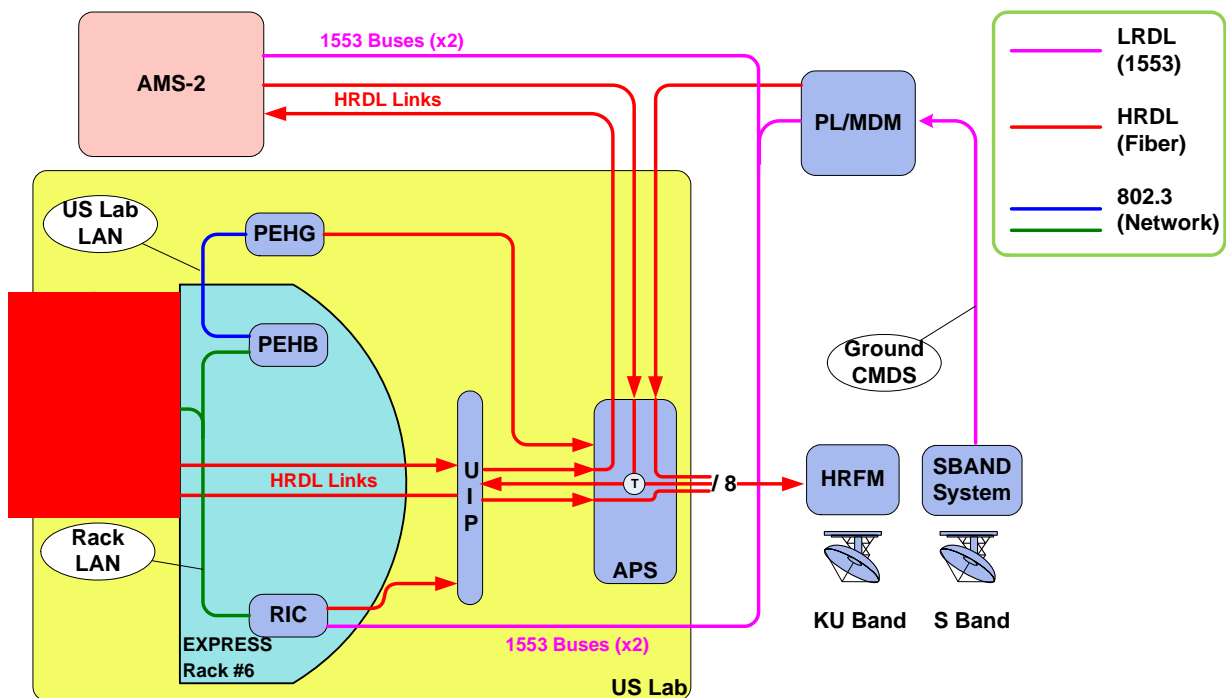 1553 Buses (x2)
AMS-2
HRDL Links
PL/MDM
LRDL
(1553)
HRDL
(Fiber)
802.3
(Network)
US Lab
LAN
PEHG
PEHB
Ground
CMDS
U
I
P
HRDL Links
T
/ 8
HRFM
SBAND
System
Rack
LAN
APS
RIC
KU Band
S Band
EXPRESS
Rack #6
1553 Buses (x2)
US Lab